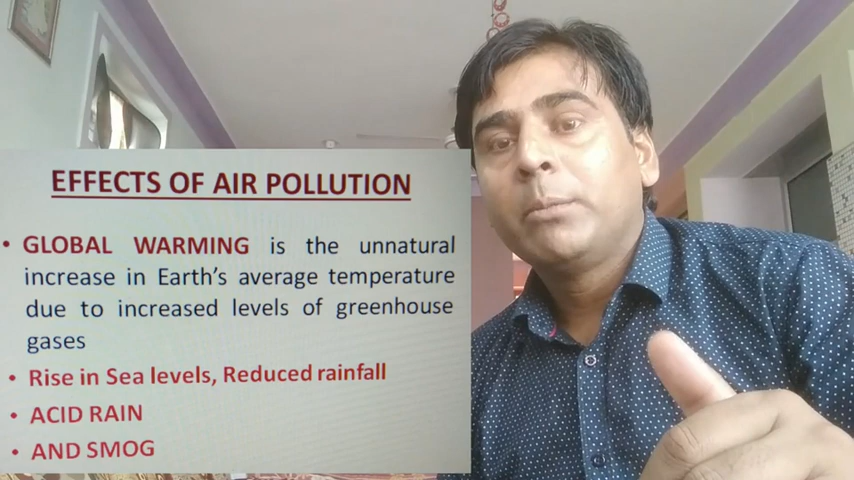 EFFECTS OF AIR POLLUTION
• GLOBAL WARMING is the unnatural
increase in Earth's average temperature
due to increased levels of greenhouse
gases
• Rise in Sea levels, Reduced rainfall
• ACID RAIN
• AND SMOG